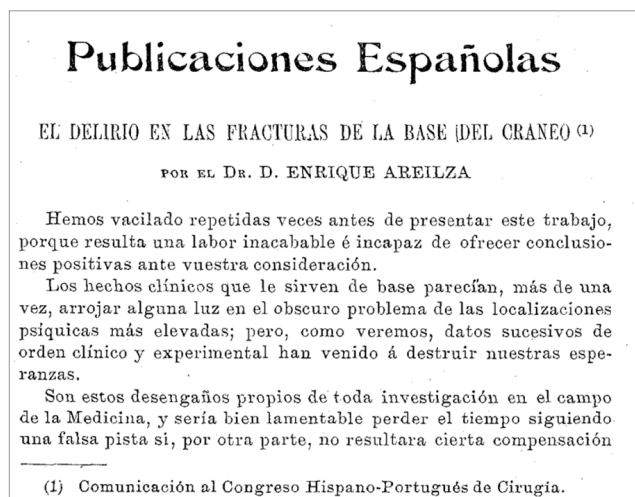 Publicaciones Españolas
EL DELIRIO EN LAS FRACTURAS DE LA BASE DEL CRANEO (1)
POR EL DR. D. ENRIQUE AREILZA
Hemos vacilado repetidas veces antes de presentar este trabajo,
porque resulta una labor inacabable é incapaz de ofrecer conclusio-
nes positivas ante vuestra consideración.
Los hechos clínicos que le sirven de base parecían, más de una
vez, arrojar alguna luz en el obscuro problema de las localizaciones
psíquicas más elevadas; pero, como veremos, datos sucesivos de
orden clínico y experimental han venido á destruir nuestras espe-
ranzas.
Son estos desengaños propios de toda investigación en el campo
de la Medicina, y sería bien lamentable perder el tiempo siguiendo
una falsa pista si, por otra parte, no resultara cierta compensación
(1) Comunicación al Congreso Hispano-Portugués de Cirugía.